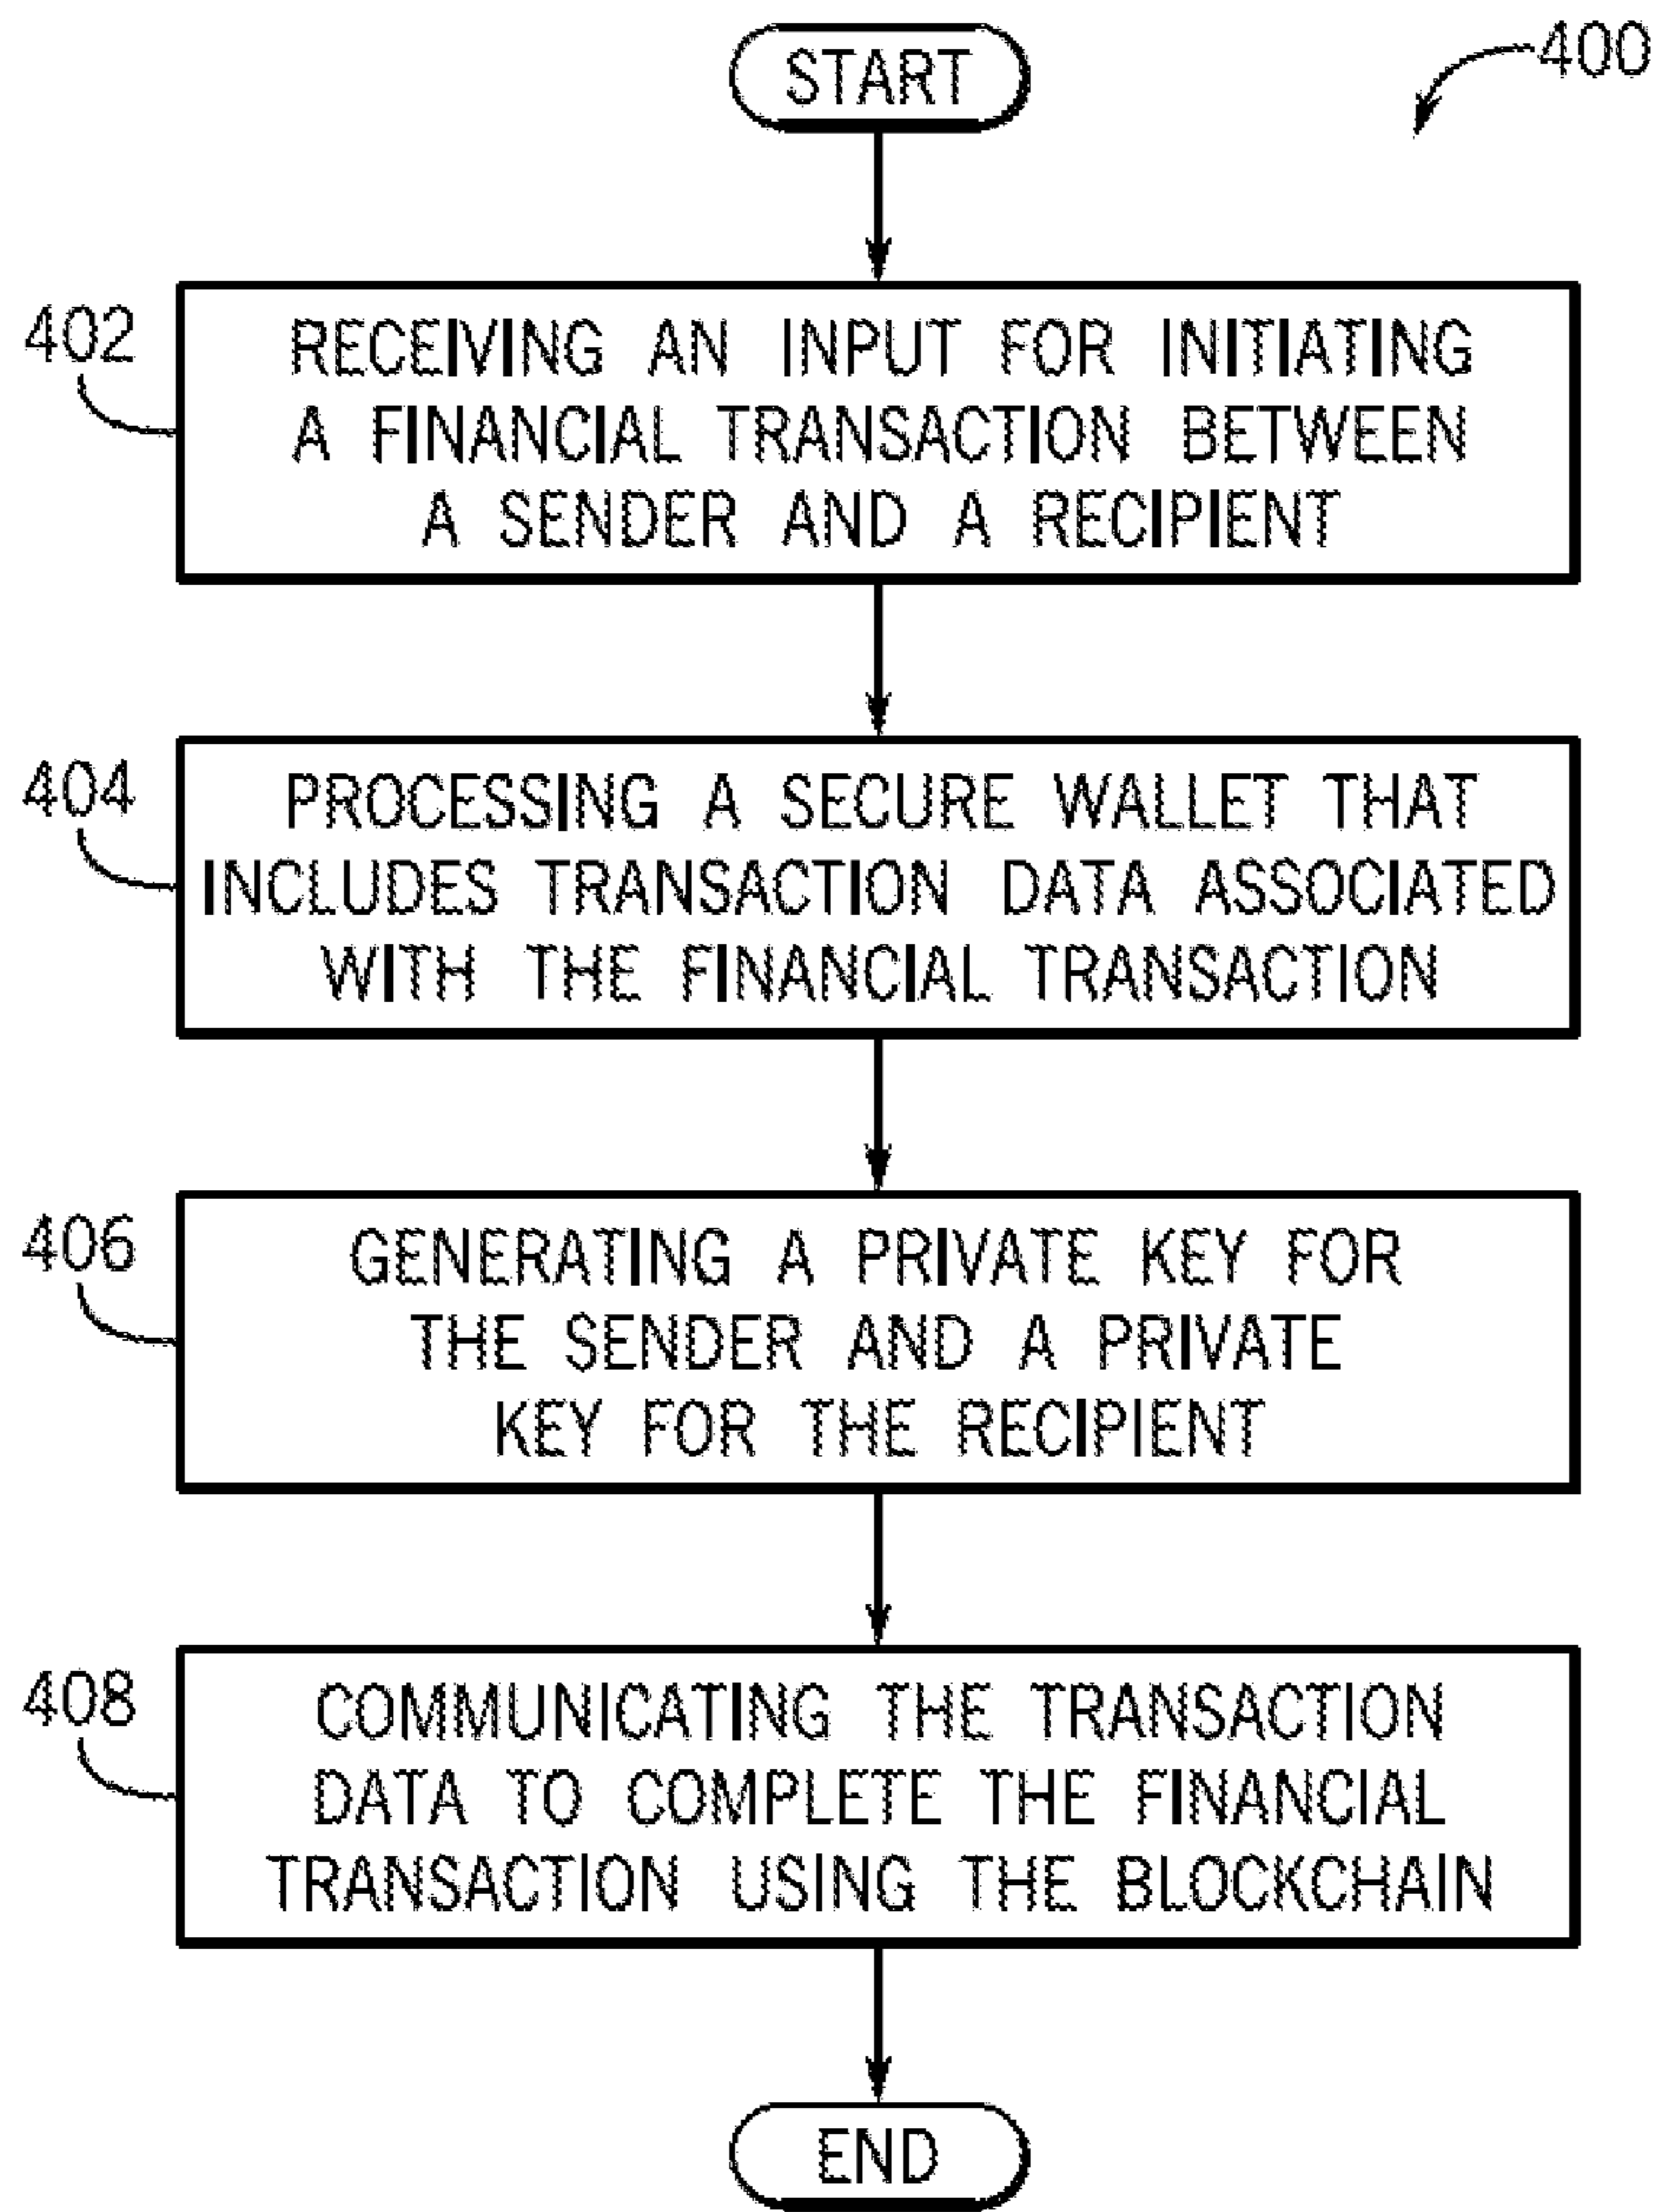 START
400
402
RECEIVING AN INPUT FOR INITIATING
A FINANCIAL TRANSACTION BETWEEN
A SENDER AND A RECIPIENT
404
PROCESSING A SECURE WALLET THAT
INCLUDES TRANSACTION DATA ASSOCIATED
WITH THE FINANCIAL TRANSACTION
406
GENERATING A PRIVATE KEY FOR
THE SENDER AND A PRIVATE
KEY FOR THE RECIPIENT
408
COMMUNICATING THE TRANSACTION
DATA TO COMPLETE THE FINANCIAL
TRANSACTION USING THE BLOCKCHAIN
END